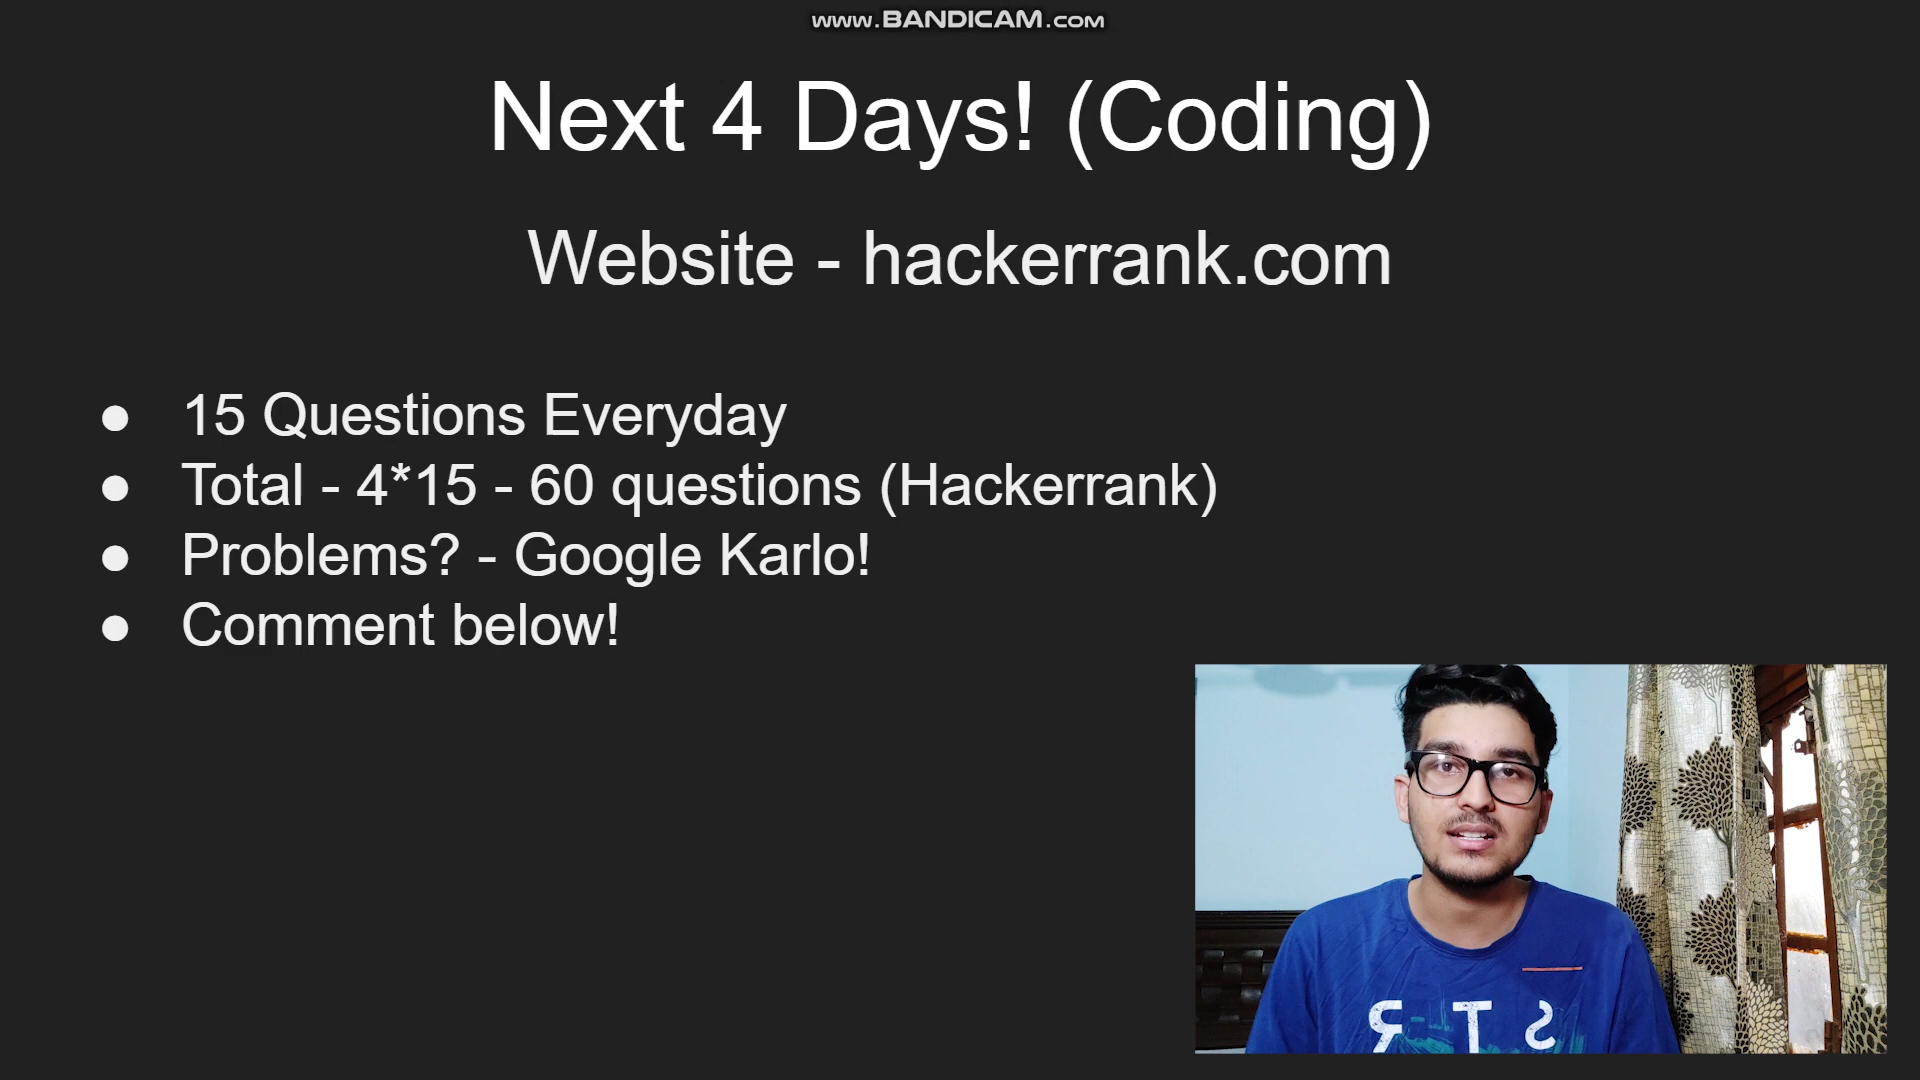 www.BANDICAM.com
Next 4 Days! (Coding)
Website - hackerrank.com
● 15 Questions Everyday
● Total - 4*15 - 60 questions (Hackerrank)
● Problems? - Google Karlo!
● Comment below!
STR